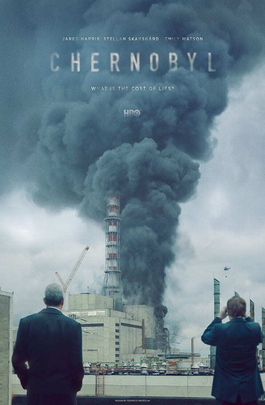 JARED HARRIS STELLAN SKARSGÅRD EMILY WATSON
CHERNOBYL
WHAT IS THE COST OF LIES?
HBO